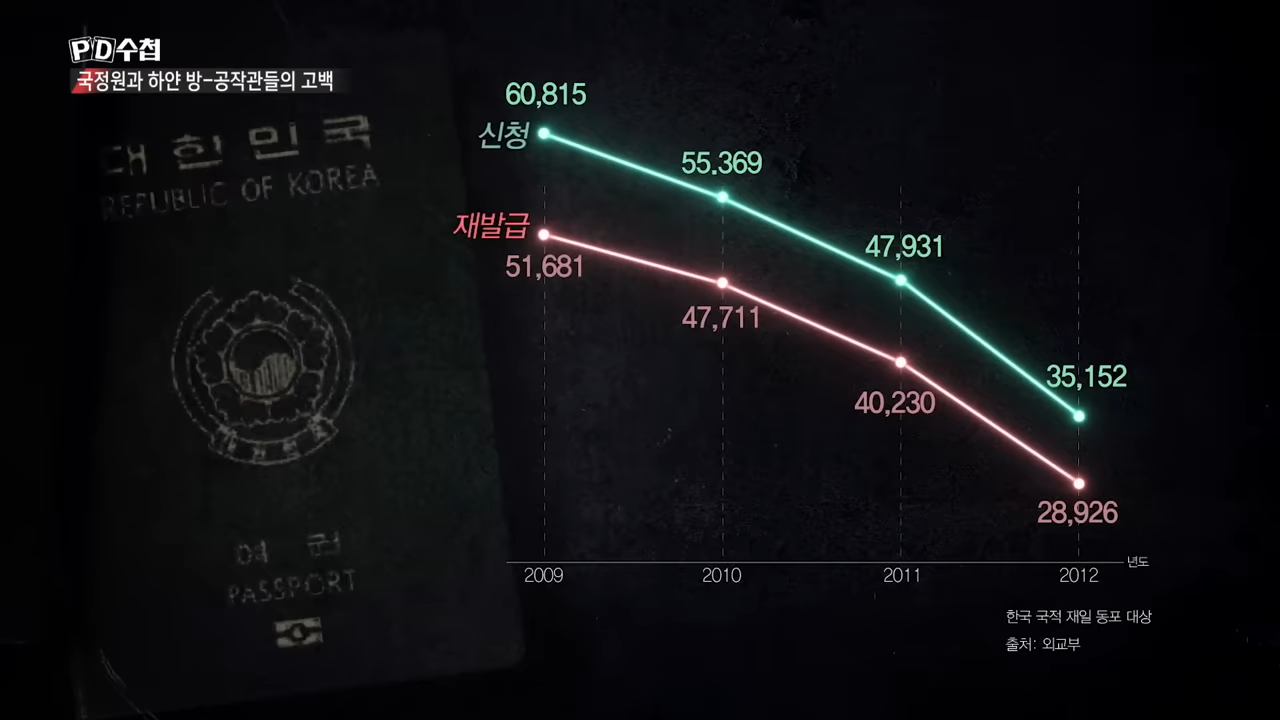 PD수첩
국정원과 하얀 방-공작관들의 고백
대한민국
REPUBLIC OF KOREA
여권
PASSPORT
60,815
신청
55.369
47,931
35,152
재발급
51,681
47,711
40,230
28,926
2009
2010
2011
2012
년도
한국 국적 재일 동포 대상
출처: 외교부